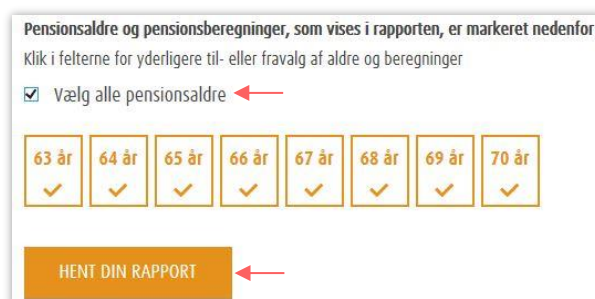 Pensionsaldre og pensionsberegninger, som vises i rapporten, er markeret nedenfor
Klik i felterne for yderligere til- eller fravalg af aldre og beregninger
Vælg alle pensionsaldre
63 år 64 år 65 år 66 år 67 år 68 år 69 år 70 år
HENT DIN RAPPORT